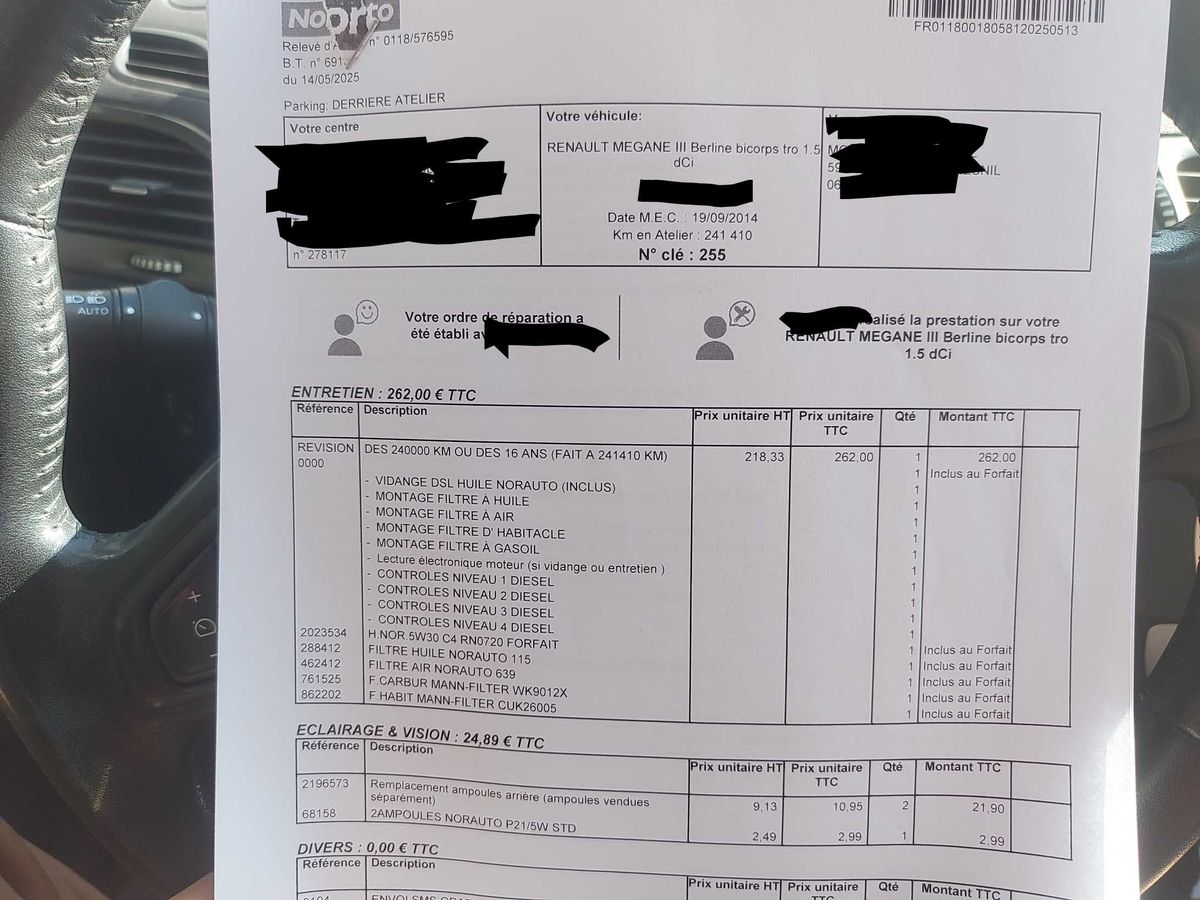 Relevé d' n° 0118/576595
B.T. n° 691
du 14/05/2025
FR01180018058120250513
Parking: DERRIERE ATELIER
Votre centre
n° 278117
Votre véhicule:
RENAULT MEGANE III Berline bicorps tro 1.5
dCi
Date M.E.C. : 19/09/2014
Km en Atelier : 241 410
N° clé : 255
59
06
Votre ordre de réparation a
été établi
alisé la prestation sur votre
RENAULT MEGANE III Berline bicorps tro
1.5 dCi
ENTRETIEN : 262,00 € TTC
Référence Description Prix unitaire HT Prix unitaire TTC Qté Montant TTC
REVISION 0000 DES 240000 KM OU DES 16 ANS (FAIT A 241410 KM) 218,33 262,00 1 262,00
1 Inclus au Forfait
- VIDANGE DSL HUILE NORAUTO (INCLUS) 1
- MONTAGE FILTRE À HUILE 1
- MONTAGE FILTRE À AIR 1
- MONTAGE FILTRE D' HABITACLE 1
- MONTAGE FILTRE À GASOIL 1
- Lecture électronique moteur (si vidange ou entretien ) 1
- CONTROLES NIVEAU 1 DIESEL 1
- CONTROLES NIVEAU 2 DIESEL 1
- CONTROLES NIVEAU 3 DIESEL 1
- CONTROLES NIVEAU 4 DIESEL 1
2023534 H.NOR.5W30 C4 RN0720 FORFAIT 1 Inclus au Forfait
288412 FILTRE HUILE NORAUTO 115 1 Inclus au Forfait
462412 FILTRE AIR NORAUTO 639 1 Inclus au Forfait
761525 F.CARBUR MANN-FILTER WK9012X 1 Inclus au Forfait
862202 F.HABIT MANN-FILTER CUK26005 1 Inclus au Forfait
ECLAIRAGE & VISION : 24,89 € TTC
Référence Description Prix unitaire HT Prix unitaire TTC Qté Montant TTC
2196573 Remplacement ampoules arrière (ampoules vendues séparément) 9,13 10,95 2 21,90
68158 2AMPOULES NORAUTO P21/5W STD 2,49 2,99 1 2,99
DIVERS : 0,00 € TTC
Référence Description Prix unitaire HT Prix unitaire Qté Montant TTC
AUTO